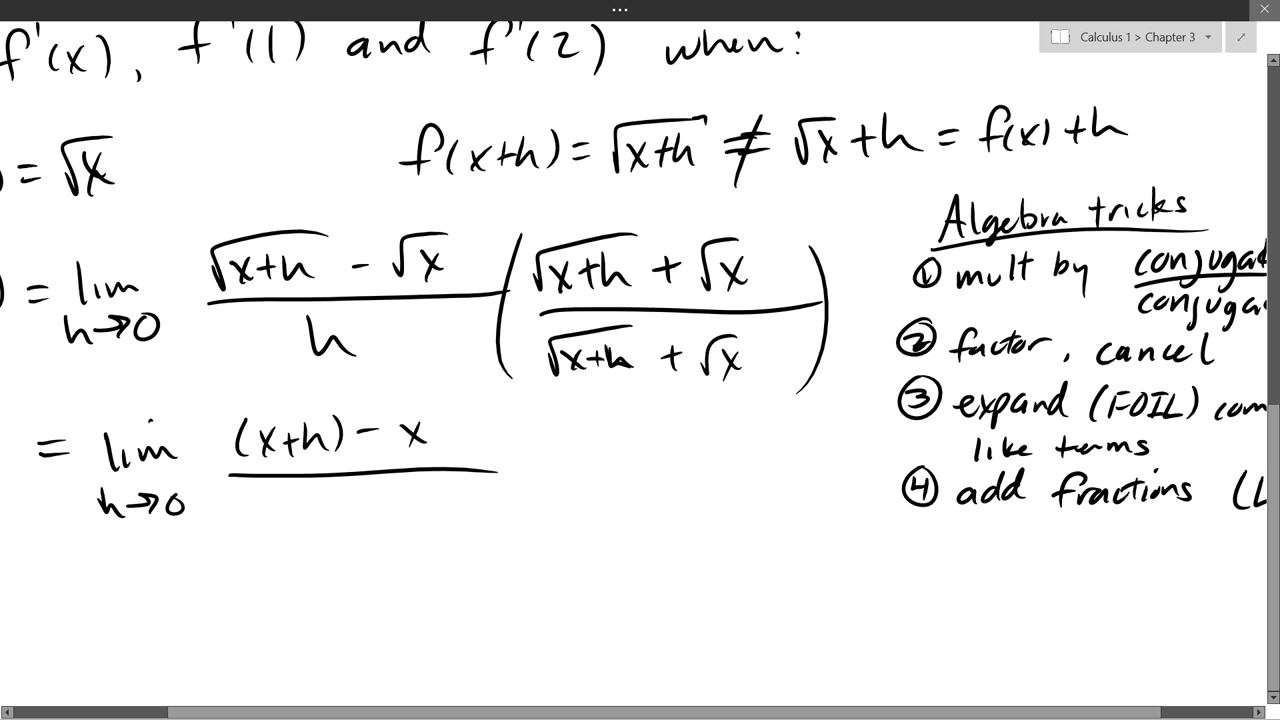 f'(x), f'(1) and f'(2) when:
Calculus 1 > Chapter 3
) = √x
f(x+h) = √(x+h) ≠ √x + h = f(x) + h
Algebra tricks
) = lim h→0 (√(x+h) - √x)/h ((√(x+h) + √x)/(√(x+h) + √x))
① mult by conjugat/conjuga
② factor, cancel
③ expand (FOIL) com
like terms
④ add fractions (L
= lim h→0 (x+h) - x